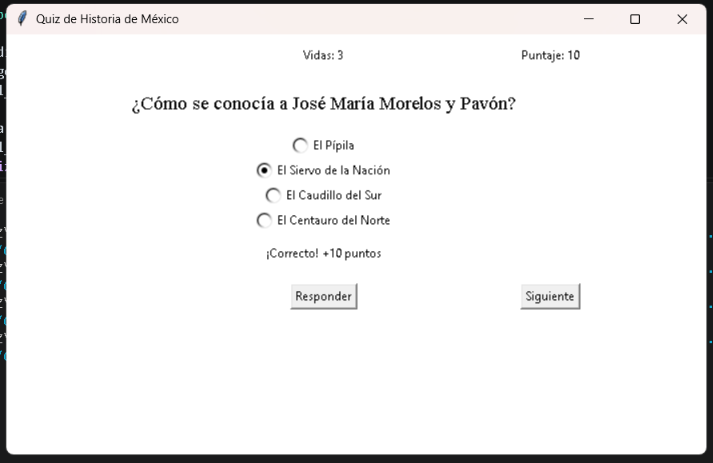 Quiz de Historia de México
Vidas: 3 Puntaje: 10
¿Cómo se conocía a José María Morelos y Pavón?
El Pípila
El Siervo de la Nación
El Caudillo del Sur
El Centauro del Norte
¡Correcto! +10 puntos
Responder Siguiente